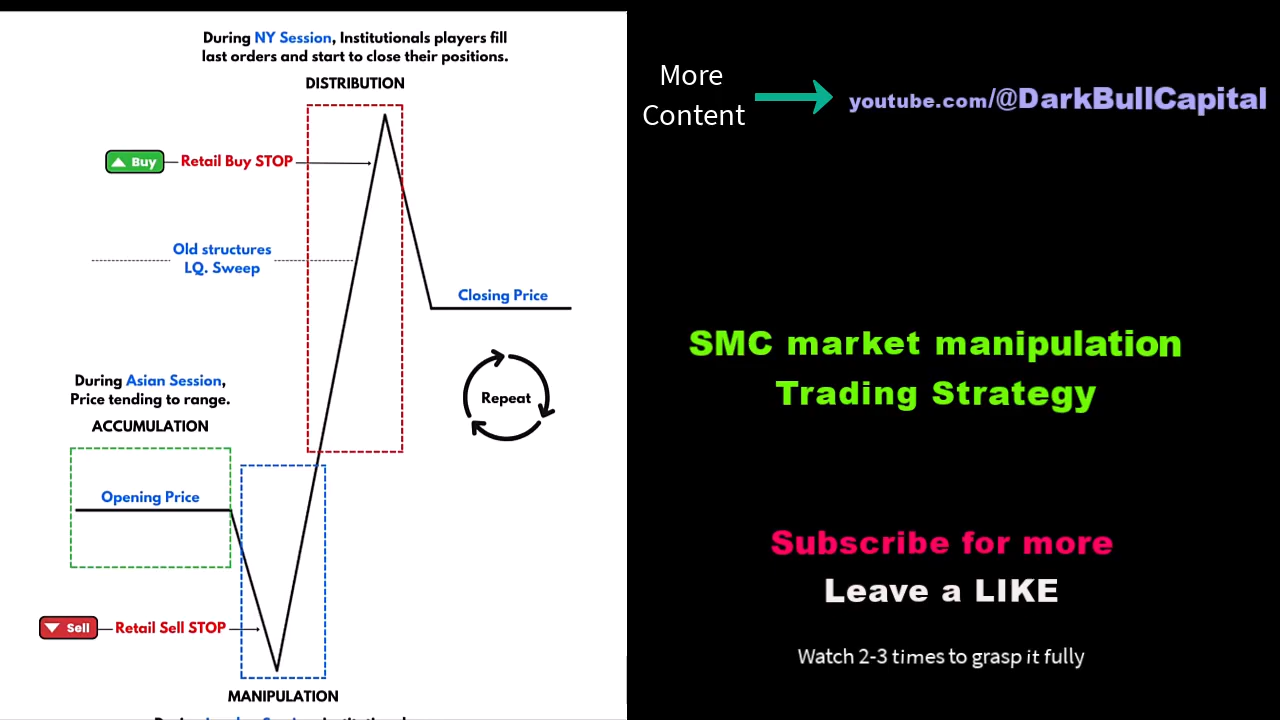 During NY Session, Institutionals players fill
last orders and start to close their positions.
DISTRIBUTION
Buy
Retail Buy STOP
Old structures
LQ. Sweep
Closing Price
Repeat
During Asian Session,
Price tending to range.
ACCUMULATION
Opening Price
Sell
Retail Sell STOP
MANIPULATION
More
Content
youtube.com/@DarkBullCapital
SMC market manipulation
Trading Strategy
Subscribe for more
Leave a LIKE
Watch 2-3 times to grasp it fully